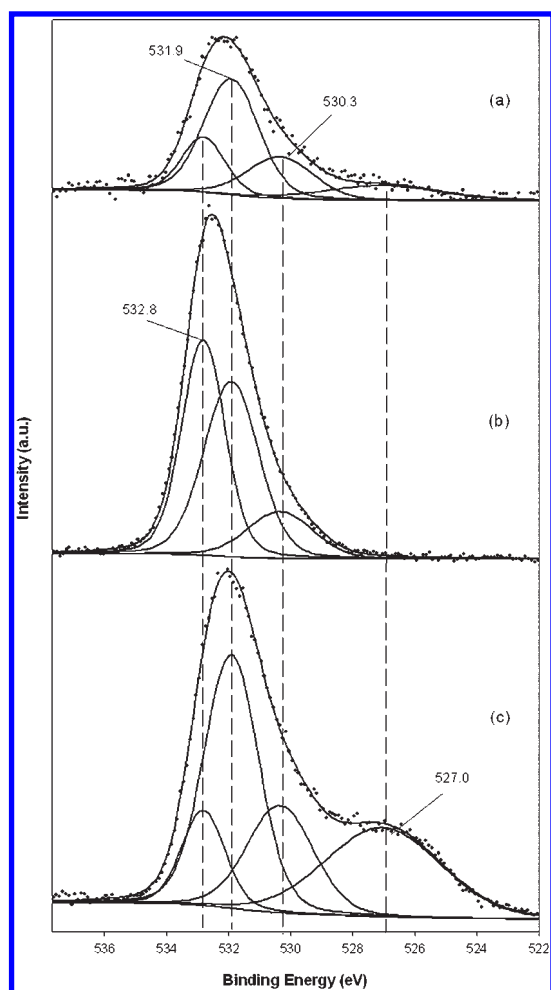 531.9
(a)
530.3
532.8
(b)
(c)
527.0
Intensity (a.u.)
536 534 532 530 528 526 524 522
Binding Energy (eV)